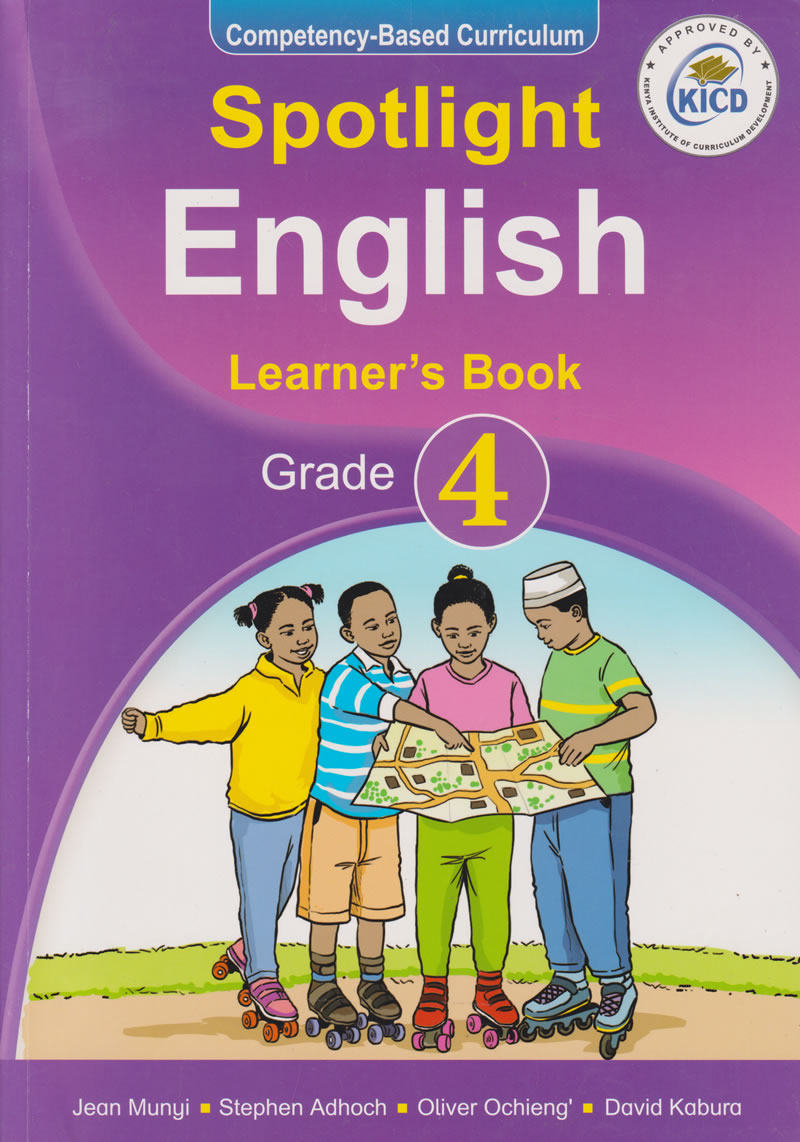 Competency-Based Curriculum
APPROVED BY
KICD
KENYA INSTITUTE OF CURRICULUM DEVELOPMENT
Spotlight
English
Learner's Book
Grade 4
Jean Munyi ▪ Stephen Adhoch ▪ Oliver Ochieng' ▪ David Kabura